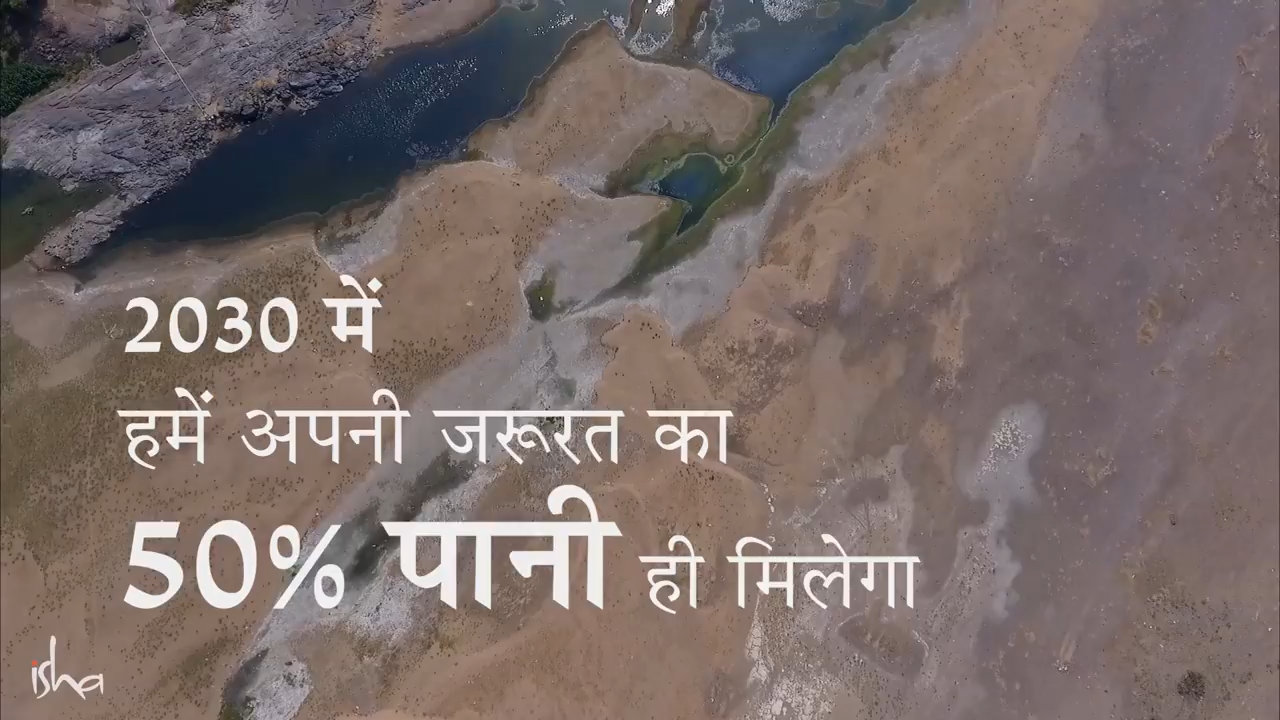 2030 में
हमें अपनी जरूरत का
50% पानी ही मिलेगा
isha